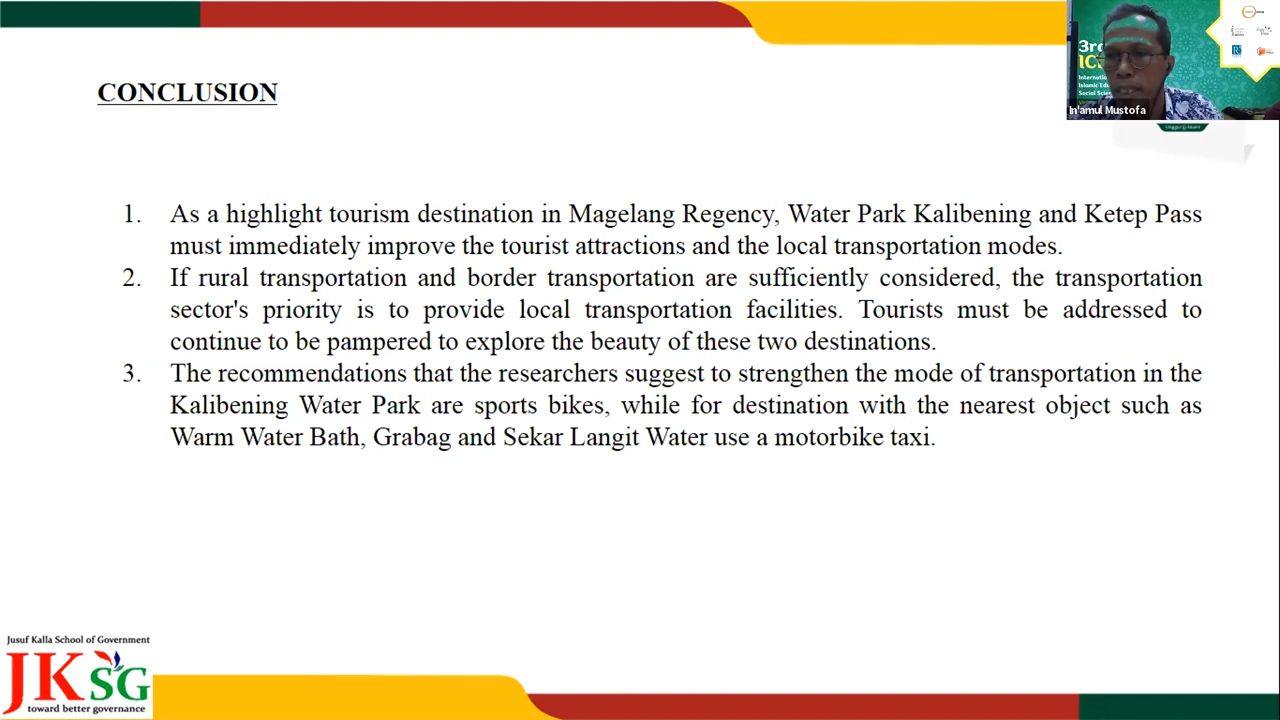 CONCLUSION
3rd
In'amul Mustofa
1. As a highlight tourism destination in Magelang Regency, Water Park Kalibening and Ketep Pass
must immediately improve the tourist attractions and the local transportation modes.
2. If rural transportation and border transportation are sufficiently considered, the transportation
sector's priority is to provide local transportation facilities. Tourists must be addressed to
continue to be pampered to explore the beauty of these two destinations.
3. The recommendations that the researchers suggest to strengthen the mode of transportation in the
Kalibening Water Park are sports bikes, while for destination with the nearest object such as
Warm Water Bath, Grabag and Sekar Langit Water use a motorbike taxi.
Jusuf Kalla School of Government
JKSG
toward better governance